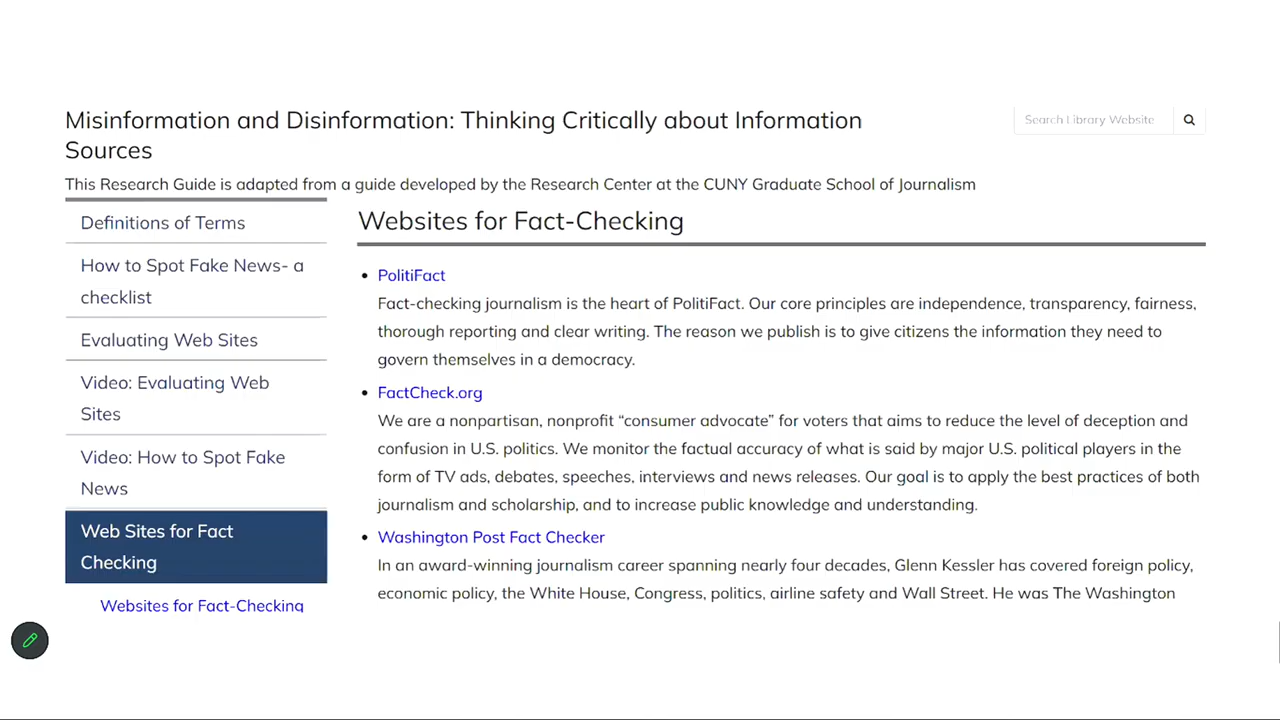 Misinformation and Disinformation: Thinking Critically about Information
Sources
Search Library Website
This Research Guide is adapted from a guide developed by the Research Center at the CUNY Graduate School of Journalism
Definitions of Terms
How to Spot Fake News- a
checklist
Evaluating Web Sites
Video: Evaluating Web
Sites
Video: How to Spot Fake
News
Web Sites for Fact
Checking
Websites for Fact-Checking
Websites for Fact-Checking
• PolitiFact
Fact-checking journalism is the heart of PolitiFact. Our core principles are independence, transparency, fairness,
thorough reporting and clear writing. The reason we publish is to give citizens the information they need to
govern themselves in a democracy.
• FactCheck.org
We are a nonpartisan, nonprofit “consumer advocate” for voters that aims to reduce the level of deception and
confusion in U.S. politics. We monitor the factual accuracy of what is said by major U.S. political players in the
form of TV ads, debates, speeches, interviews and news releases. Our goal is to apply the best practices of both
journalism and scholarship, and to increase public knowledge and understanding.
• Washington Post Fact Checker
In an award-winning journalism career spanning nearly four decades, Glenn Kessler has covered foreign policy,
economic policy, the White House, Congress, politics, airline safety and Wall Street. He was The Washington